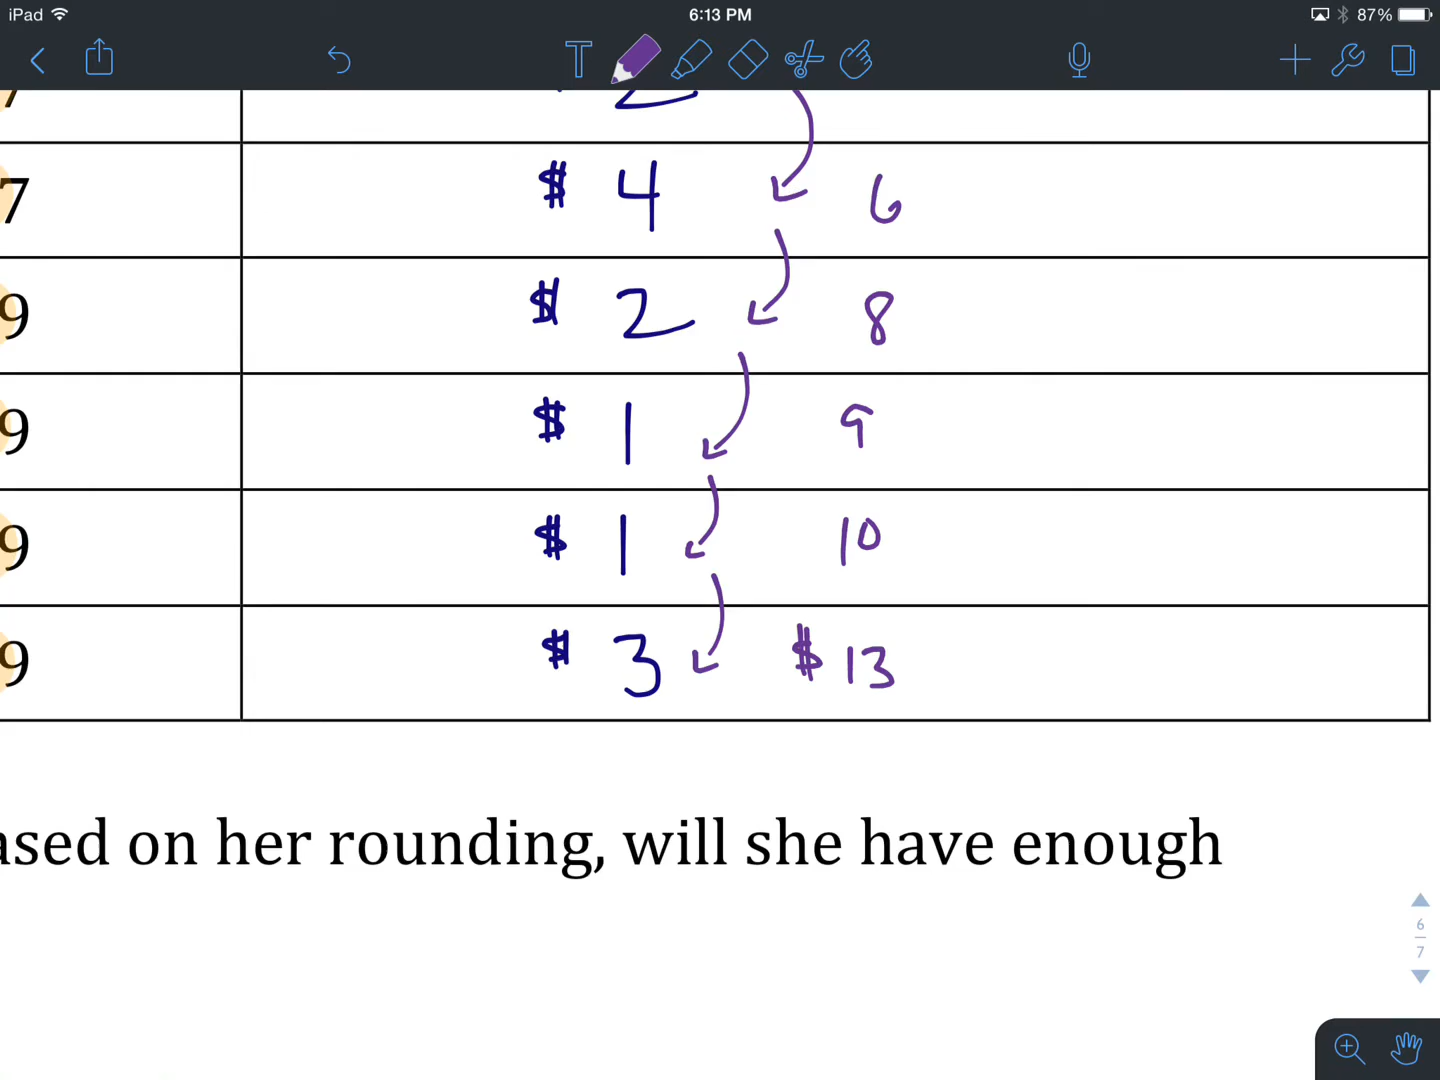 iPad 6:13 PM 87%
T
2
7 $ 4 6
9 $ 2 8
9 $ 1 9
9 $ 1 10
9 $ 3 $ 13
ased on her rounding, will she have enough
6
7